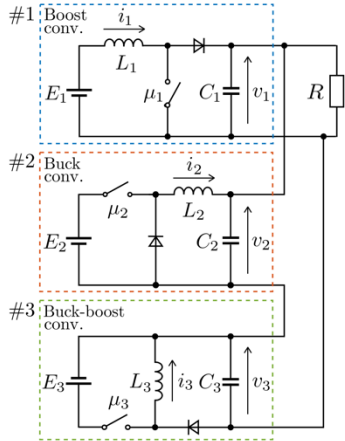 #1 Boost
conv.
i₁
L₁
E₁
μ₁
C₁
v₁
R
#2 Buck
conv.
i₂
μ₂
L₂
E₂
C₂
v₂
#3 Buck-boost
conv.
E₃
L₃
i₃
C₃
v₃
μ₃